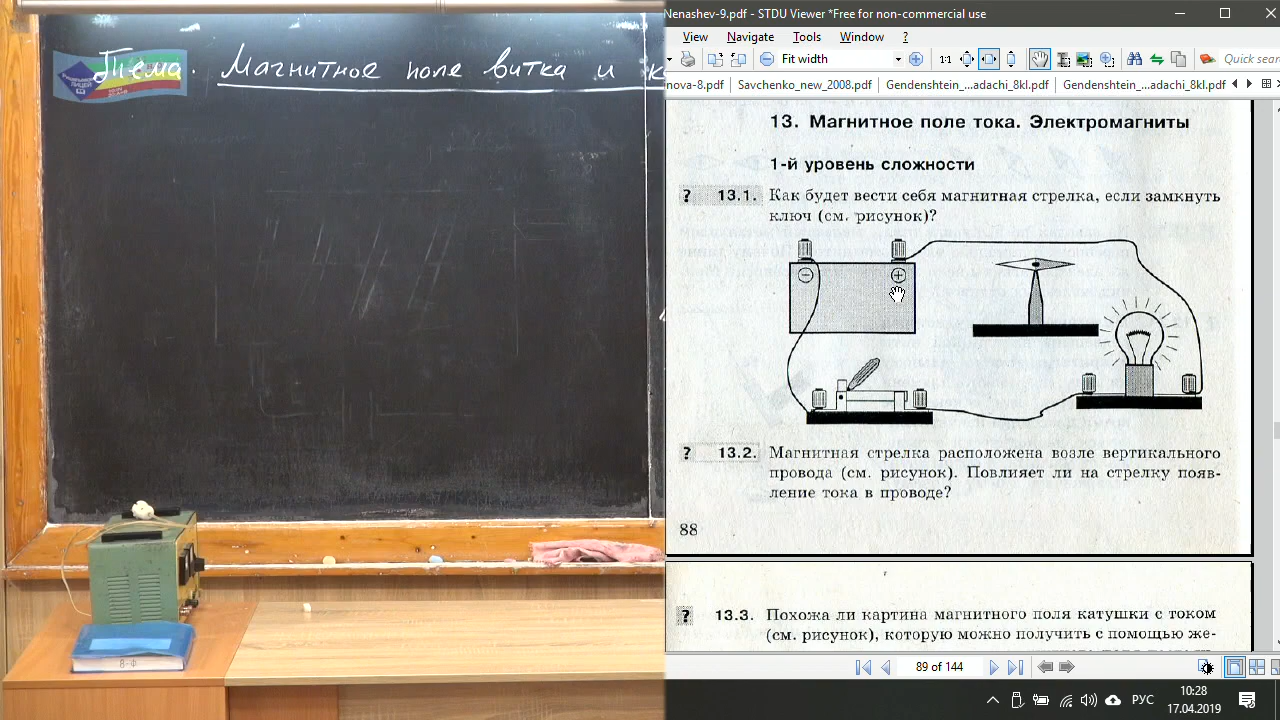 Тема. Магнитное поле витка и к
8-Ф
Nenashev-9.pdf - STDU Viewer *Free for non-commercial use
View Navigate Tools Window ?
Fit width 1:1 Quick sear
nova-8.pdf Savchenko_new_2008.pdf Gendenshtein_...adachi_8kl.pdf Gendenshtein_...adachi_8kl.pdf
13. Магнитное поле тока. Электромагниты
1-й уровень сложности
? 13.1. Как будет вести себя магнитная стрелка, если замкнуть
ключ (см. рисунок)?
? 13.2. Магнитная стрелка расположена возле вертикального
провода (см. рисунок). Повлияет ли на стрелку появ-
ление тока в проводе?
88
? 13.3. Похожа ли картина магнитного поля катушки с током
(см. рисунок), которую можно получить с помощью же-
89 of 144
РУС
10:28
17.04.2019